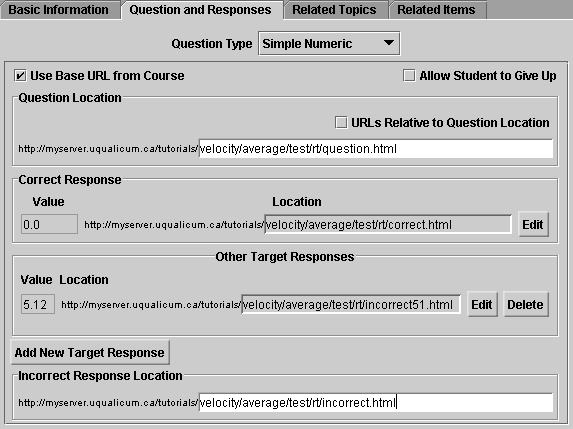 Basic Information Question and Responses Related Topics Related Items
Question Type Simple Numeric
Use Base URL from Course Allow Student to Give Up
Question Location
URLs Relative to Question Location
http://myserver.uqualicum.ca/tutorials/velocity/average/test/rt/question.html
Correct Response
Value Location
0.0 http://myserver.uqualicum.ca/tutorials/velocity/average/test/rt/correct.html Edit
Other Target Responses
Value Location
5.12 http://myserver.uqualicum.ca/tutorials/velocity/average/test/rt/incorrect51.html Edit Delete
Add New Target Response
Incorrect Response Location
http://myserver.uqualicum.ca/tutorials/velocity/average/test/rt/incorrect.html